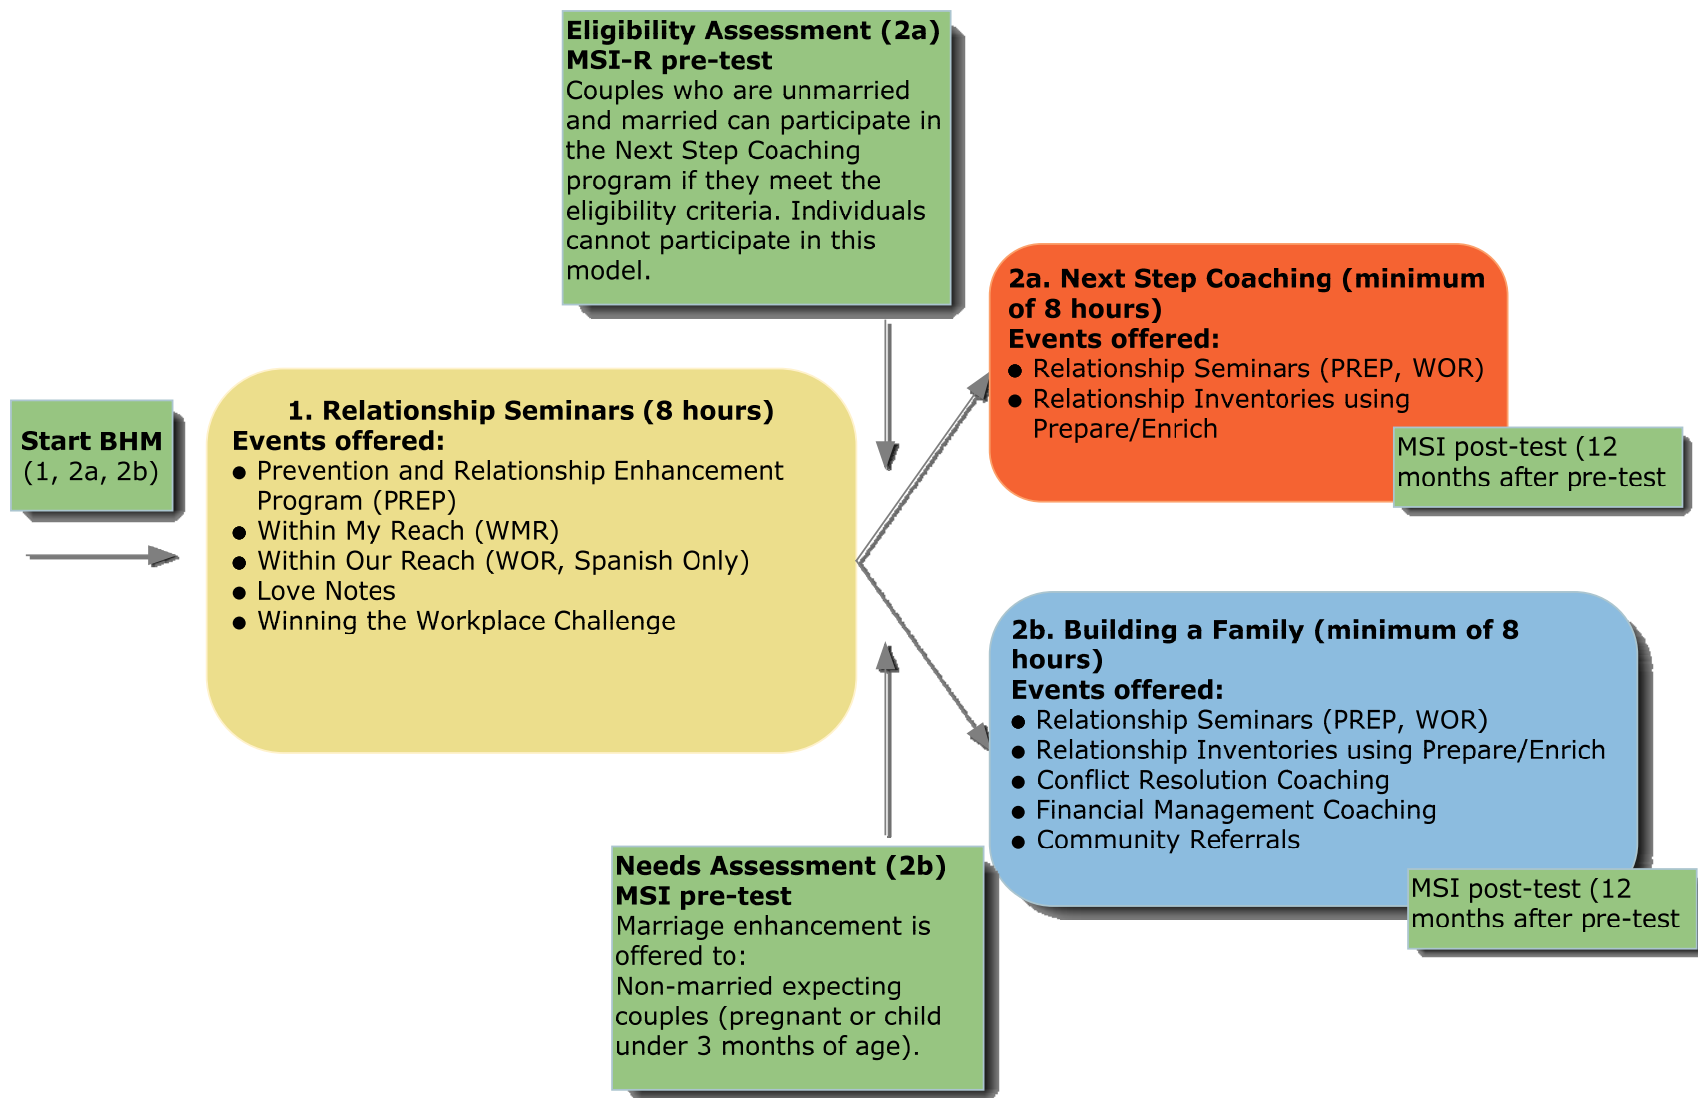 Eligibility Assessment (2a)
MSI-R pre-test
Couples who are unmarried
and married can participate in
the Next Step Coaching
program if they meet the
eligibility criteria. Individuals
cannot participate in this
model.
Start BHM
(1, 2a, 2b)
1. Relationship Seminars (8 hours)
Events offered:
● Prevention and Relationship Enhancement
Program (PREP)
● Within My Reach (WMR)
● Within Our Reach (WOR, Spanish Only)
● Love Notes
● Winning the Workplace Challenge
2a. Next Step Coaching (minimum
of 8 hours)
Events offered:
● Relationship Seminars (PREP, WOR)
● Relationship Inventories using
Prepare/Enrich
MSI post-test (12
months after pre-test
2b. Building a Family (minimum of 8
hours)
Events offered:
● Relationship Seminars (PREP, WOR)
● Relationship Inventories using Prepare/Enrich
● Conflict Resolution Coaching
● Financial Management Coaching
● Community Referrals
MSI post-test (12
months after pre-test
Needs Assessment (2b)
MSI pre-test
Marriage enhancement is
offered to:
Non-married expecting
couples (pregnant or child
under 3 months of age).